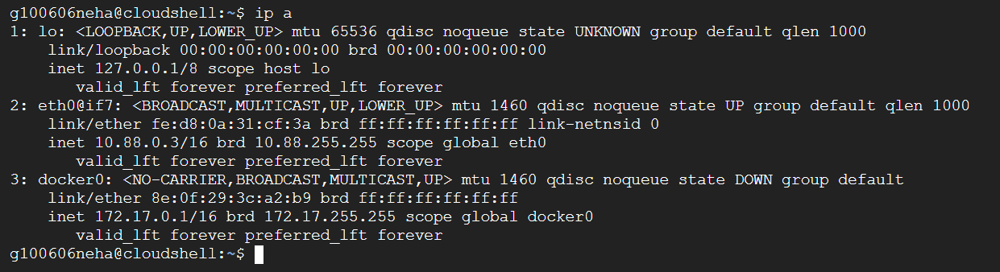 g100606neha@cloudshell:~$ ip a
1: lo: <LOOPBACK,UP,LOWER_UP> mtu 65536 qdisc noqueue state UNKNOWN group default qlen 1000
    link/loopback 00:00:00:00:00:00 brd 00:00:00:00:00:00
    inet 127.0.0.1/8 scope host lo
       valid_lft forever preferred_lft forever
2: eth0@if7: <BROADCAST,MULTICAST,UP,LOWER_UP> mtu 1460 qdisc noqueue state UP group default qlen 1000
    link/ether fe:d8:0a:31:cf:3a brd ff:ff:ff:ff:ff:ff link-netnsid 0
    inet 10.88.0.3/16 brd 10.88.255.255 scope global eth0
       valid_lft forever preferred_lft forever
3: docker0: <NO-CARRIER,BROADCAST,MULTICAST,UP> mtu 1460 qdisc noqueue state DOWN group default
    link/ether 8e:0f:29:3c:a2:b9 brd ff:ff:ff:ff:ff:ff
    inet 172.17.0.1/16 brd 172.17.255.255 scope global docker0
       valid_lft forever preferred_lft forever
g100606neha@cloudshell:~$